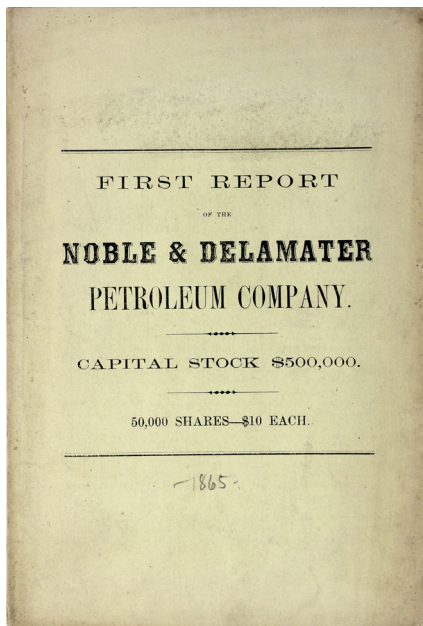 FIRST REPORT
OF THE
NOBLE & DELAMATER
PETROLEUM COMPANY.
CAPITAL STOCK $500,000.
50,000 SHARES—$10 EACH.
-1865-